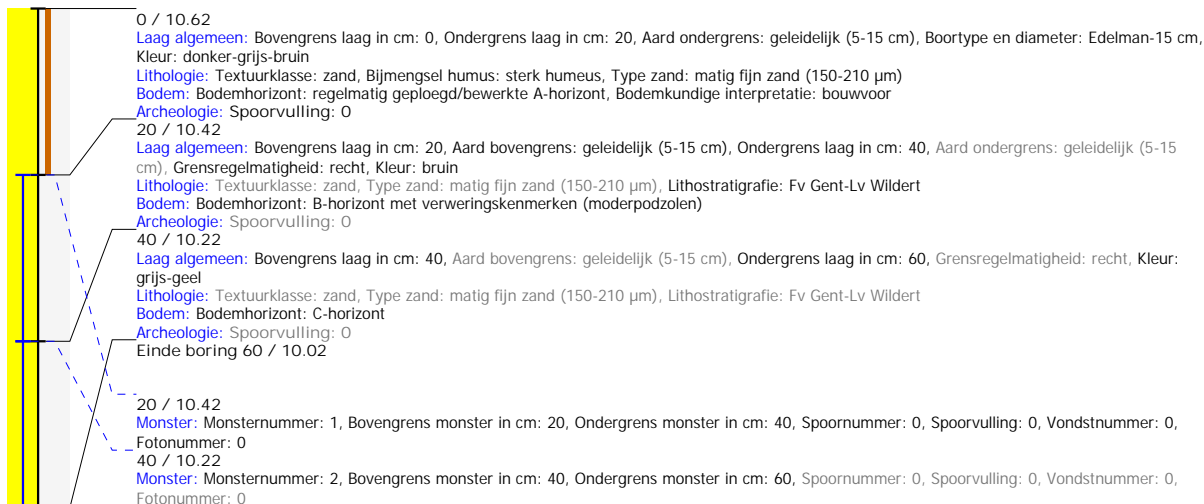 0 / 10.62
Laag algemeen: Bovengrens laag in cm: 0, Ondergrens laag in cm: 20, Aard ondergrens: geleidelijk (5-15 cm), Boortype en diameter: Edelman-15 cm,
Kleur: donker-grijs-bruin
Lithologie: Textuurklasse: zand, Bijmengsel humus: sterk humeus, Type zand: matig fijn zand (150-210 µm)
Bodem: Bodemhorizont: regelmatig geploegd/bewerkte A-horizont, Bodemkundige interpretatie: bouwvoor
Archeologie: Spoorvulling: 0
20 / 10.42
Laag algemeen: Bovengrens laag in cm: 20, Aard bovengrens: geleidelijk (5-15 cm), Ondergrens laag in cm: 40, Aard ondergrens: geleidelijk (5-15
cm), Grensregelmatigheid: recht, Kleur: bruin
Lithologie: Textuurklasse: zand, Type zand: matig fijn zand (150-210 µm), Lithostratigrafie: Fv Gent-Lv Wildert
Bodem: Bodemhorizont: B-horizont met verweringskenmerken (moderpodzolen)
Archeologie: Spoorvulling: 0
40 / 10.22
Laag algemeen: Bovengrens laag in cm: 40, Aard bovengrens: geleidelijk (5-15 cm), Ondergrens laag in cm: 60, Grensregelmatigheid: recht, Kleur:
grijs-geel
Lithologie: Textuurklasse: zand, Type zand: matig fijn zand (150-210 µm), Lithostratigrafie: Fv Gent-Lv Wildert
Bodem: Bodemhorizont: C-horizont
Archeologie: Spoorvulling: 0
Einde boring 60 / 10.02
20 / 10.42
Monster: Monsternummer: 1, Bovengrens monster in cm: 20, Ondergrens monster in cm: 40, Spoornummer: 0, Spoorvulling: 0, Vondstnummer: 0,
Fotonummer: 0
40 / 10.22
Monster: Monsternummer: 2, Bovengrens monster in cm: 40, Ondergrens monster in cm: 60, Spoornummer: 0, Spoorvulling: 0, Vondstnummer: 0,
Fotonummer: 0